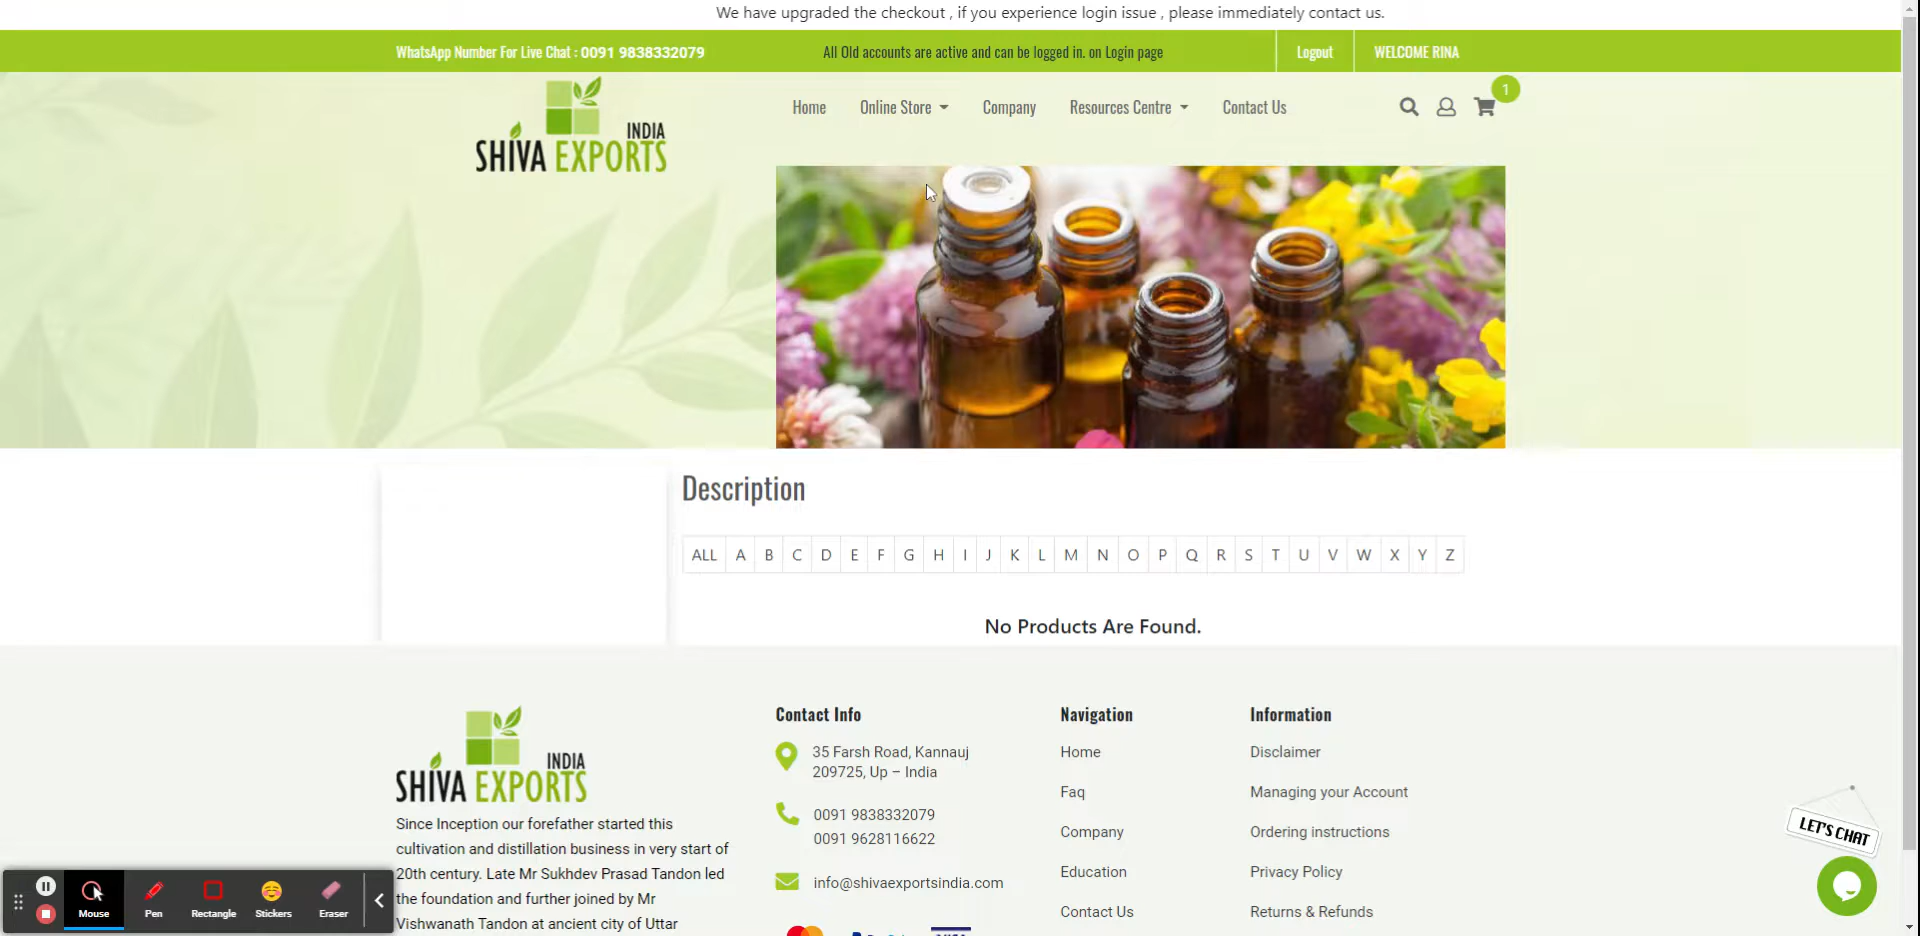 We have upgraded the checkout , if you experience login issue , please immediately contact us.
WhatsApp Number For Live Chat : 0091 9838332079
All Old accounts are active and can be logged in. on Login page
Logout
WELCOME RINA
INDIA
SHIVA EXPORTS
Home
Online Store
Company
Resources Centre
Contact Us
1
Description
ALL A B C D E F G H I J K L M N O P Q R S T U V W X Y Z
No Products Are Found.
INDIA
SHIVA EXPORTS
Since Inception our forefather started this
cultivation and distillation business in very start of
20th century. Late Mr Sukhdev Prasad Tandon led
the foundation and further joined by Mr
Vishwanath Tandon at ancient city of Uttar
Contact Info
35 Farsh Road, Kannauj
209725, Up – India
0091 9838332079
0091 9628116622
info@shivaexportsindia.com
Navigation
Home
Faq
Company
Education
Contact Us
Information
Disclaimer
Managing your Account
Ordering instructions
Privacy Policy
Returns & Refunds
LET'S CHAT
Mouse
Pen
Rectangle
Stickers
Eraser